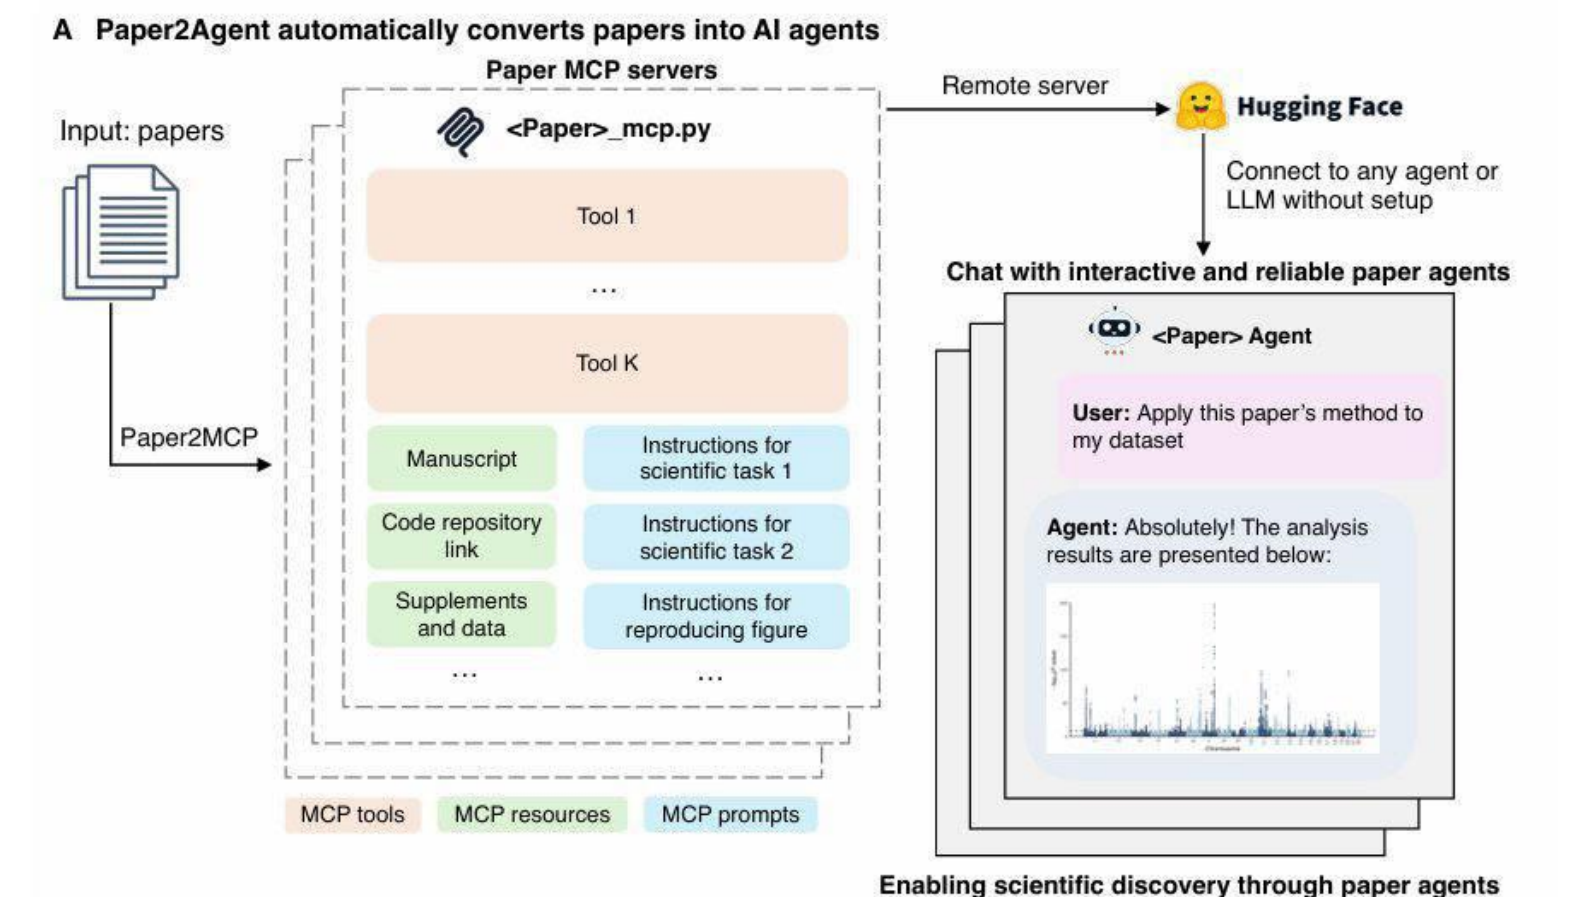 A Paper2Agent automatically converts papers into AI agents
Paper MCP servers
Input: papers
Paper2MCP
<Paper>_mcp.py
Tool 1
...
Tool K
Manuscript
Instructions for
scientific task 1
Code repository
link
Instructions for
scientific task 2
Supplements
and data
Instructions for
reproducing figure
...
...
MCP tools
MCP resources
MCP prompts
Remote server
Hugging Face
Connect to any agent or
LLM without setup
Chat with interactive and reliable paper agents
<Paper> Agent
User: Apply this paper's method to
my dataset
Agent: Absolutely! The analysis
results are presented below:
Chromosome
Enabling scientific discovery through paper agents